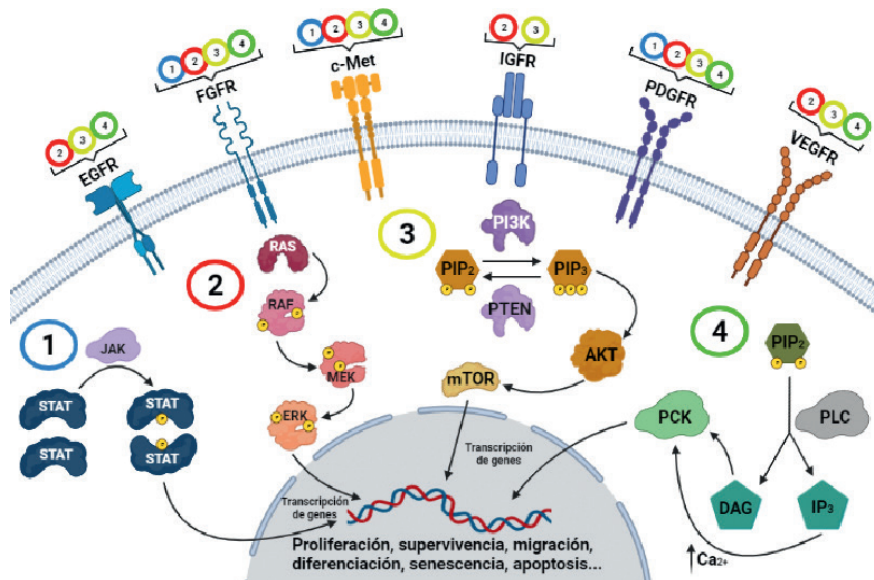 1 2 3 4
c-Met
2 3
IGFR
1 2 3 4
FGFR
1 2 3 4
PDGFR
2 3 4
EGFR
2 3 4
VEGFR
1
JAK
STAT
STAT
P
P
STAT
STAT
2
RAS
RAF
P
P
MEK
P
P
ERK
P
P
3
PI3K
PIP2
P P
PIP3
P P P
PTEN
AKT
mTOR
4
PIP2
P P
PLC
PCK
DAG
IP3
Ca2+
Transcripción
de genes
Transcripción
de genes
Proliferación, supervivencia, migración,
diferenciación, senescencia, apoptosis...